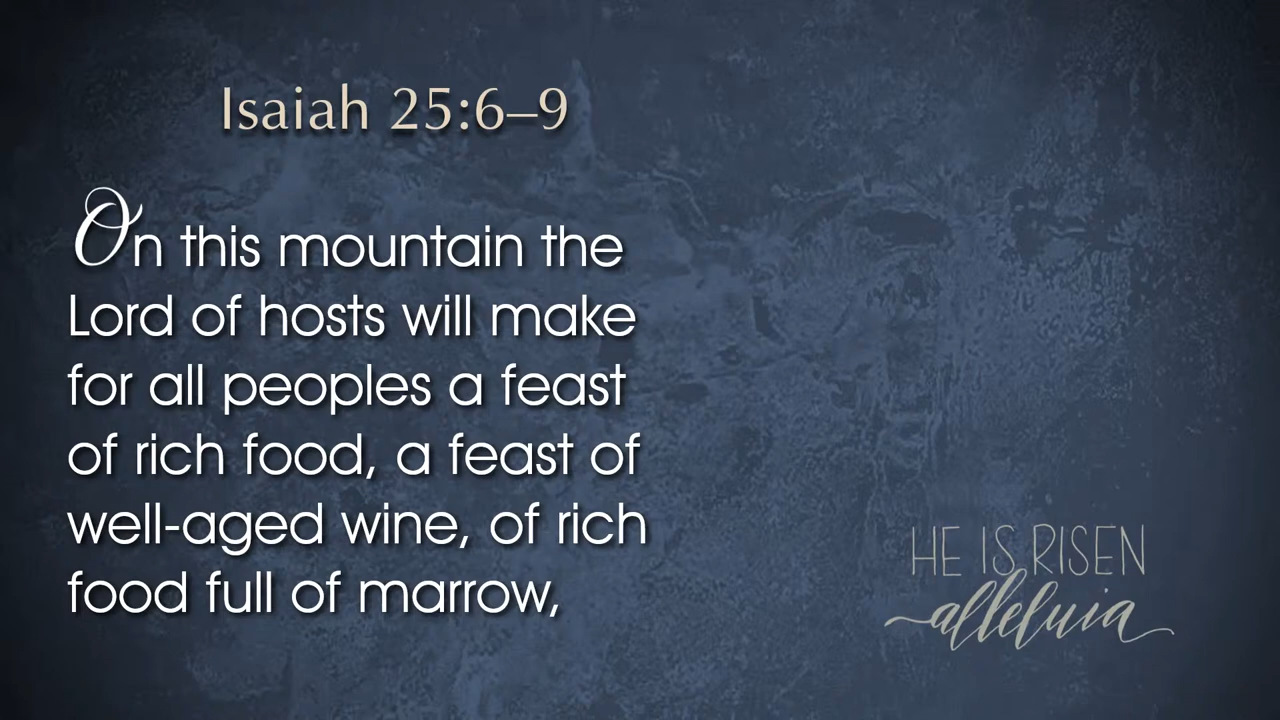 Isaiah 25:6–9
On this mountain the
Lord of hosts will make
for all peoples a feast
of rich food, a feast of
well-aged wine, of rich
food full of marrow,
HE IS RISEN
alleluia